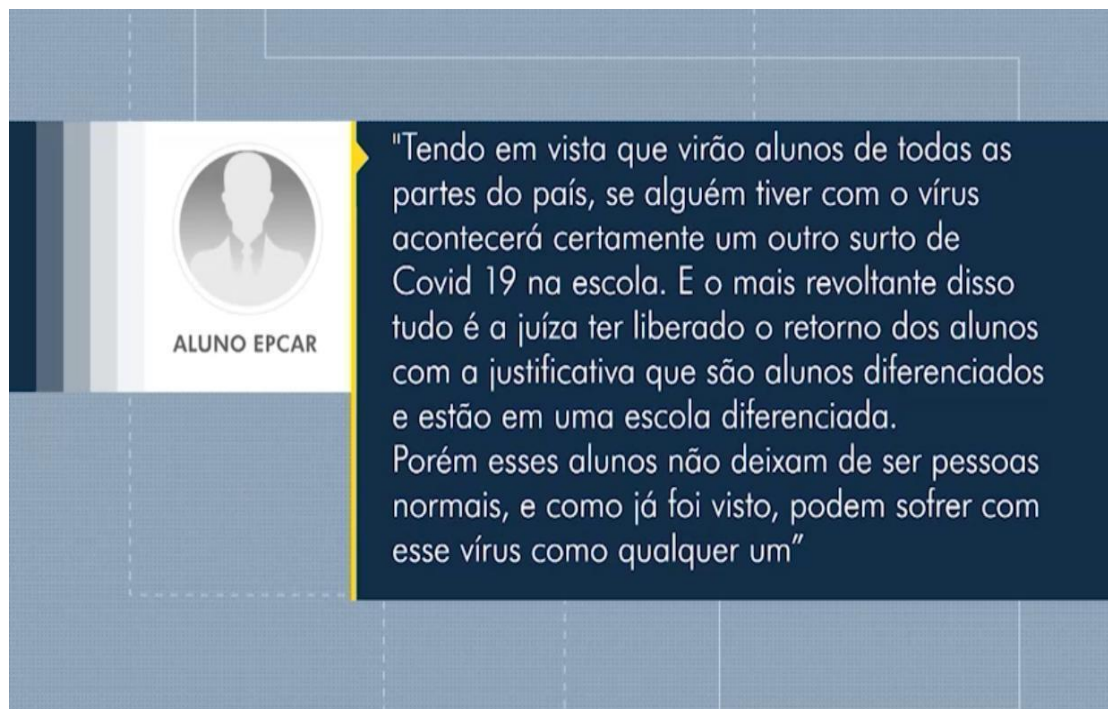 ALUNO EPCAR
"Tendo em vista que virão alunos de todas as
partes do país, se alguém tiver com o vírus
acontecerá certamente um outro surto de
Covid 19 na escola. E o mais revoltante disso
tudo é a juíza ter liberado o retorno dos alunos
com a justificativa que são alunos diferenciados
e estão em uma escola diferenciada.
Porém esses alunos não deixam de ser pessoas
normais, e como já foi visto, podem sofrer com
esse vírus como qualquer um”